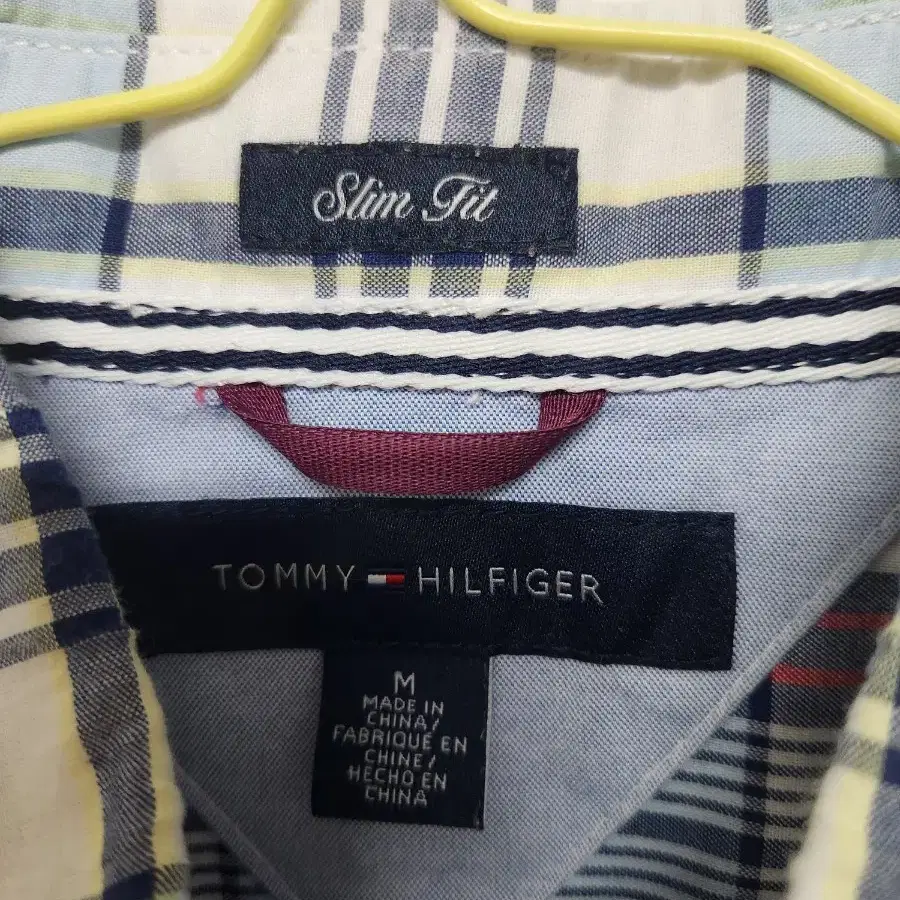 Slim Fit
TOMMY HILFIGER
M
MADE IN
CHINA/
FABRIQUÉ EN
CHINE/
HECHO EN
CHINA